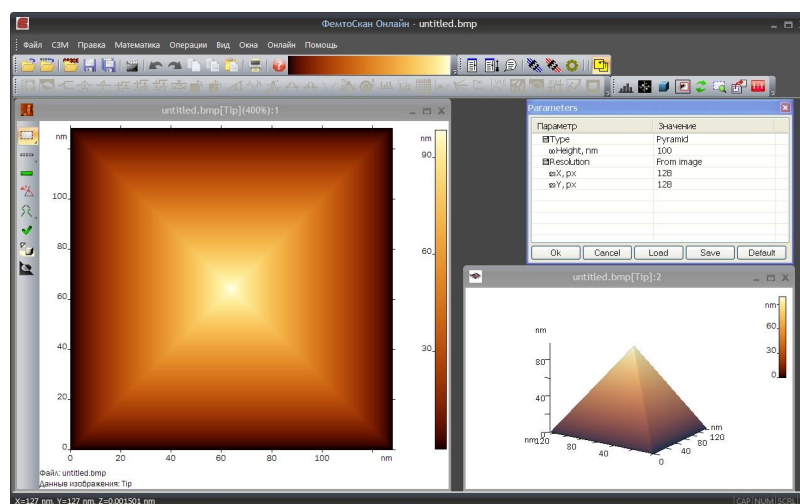 ФемтоСкан Онлайн - untitled.bmp
Файл СЗМ Правка Математика Операции Вид Окна Онлайн Помощь
untitled.bmp[Tip](400%):1
nm
100
80
60
40
20
0
0 20 40 60 80 100 nm
nm
90
60
30
Файл: untitled.bmp
Данные изображения: Tip
Parameters
Параметр Значение
Type Pyramid
Height, nm 100
Resolution From image
X, px 128
Y, px 128
Ok Cancel Load Save Default
untitled.bmp[Tip]:2
nm
80
40
0
nm 120 80 40 0
0 40 80 120 nm
nm
60
30
0
X=127 nm, Y=127 nm, Z=0,001501 nm
CAP NUM SCRL